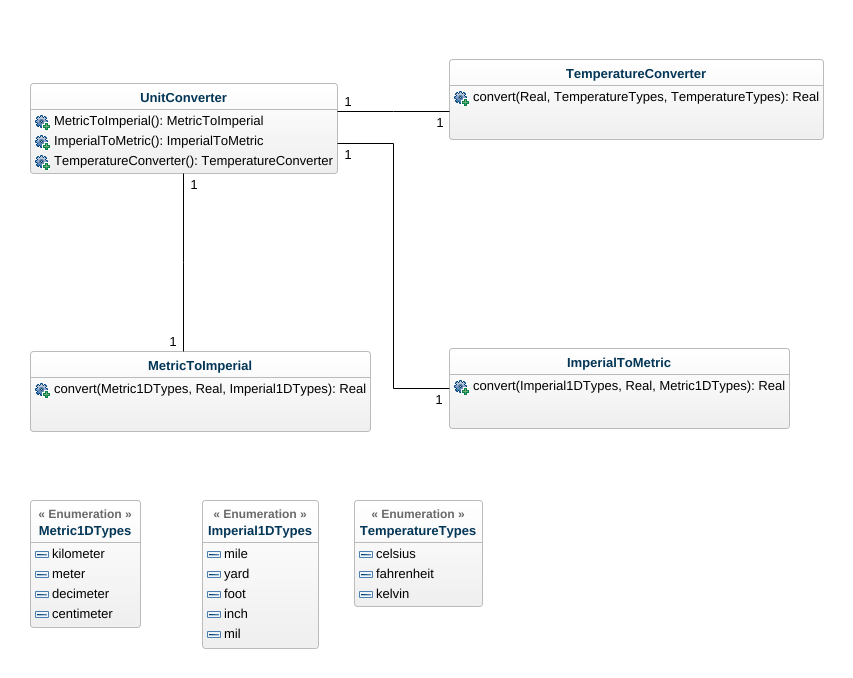 UnitConverter
MetricToImperial(): MetricToImperial
ImperialToMetric(): ImperialToMetric
TemperatureConverter(): TemperatureConverter
1
1
1
1
TemperatureConverter
convert(Real, TemperatureTypes, TemperatureTypes): Real
1
MetricToImperial
convert(Metric1DTypes, Real, Imperial1DTypes): Real
ImperialToMetric
convert(Imperial1DTypes, Real, Metric1DTypes): Real
1
« Enumeration »
Metric1DTypes
kilometer
meter
decimeter
centimeter
« Enumeration »
Imperial1DTypes
mile
yard
foot
inch
mil
« Enumeration »
TemperatureTypes
celsius
fahrenheit
kelvin